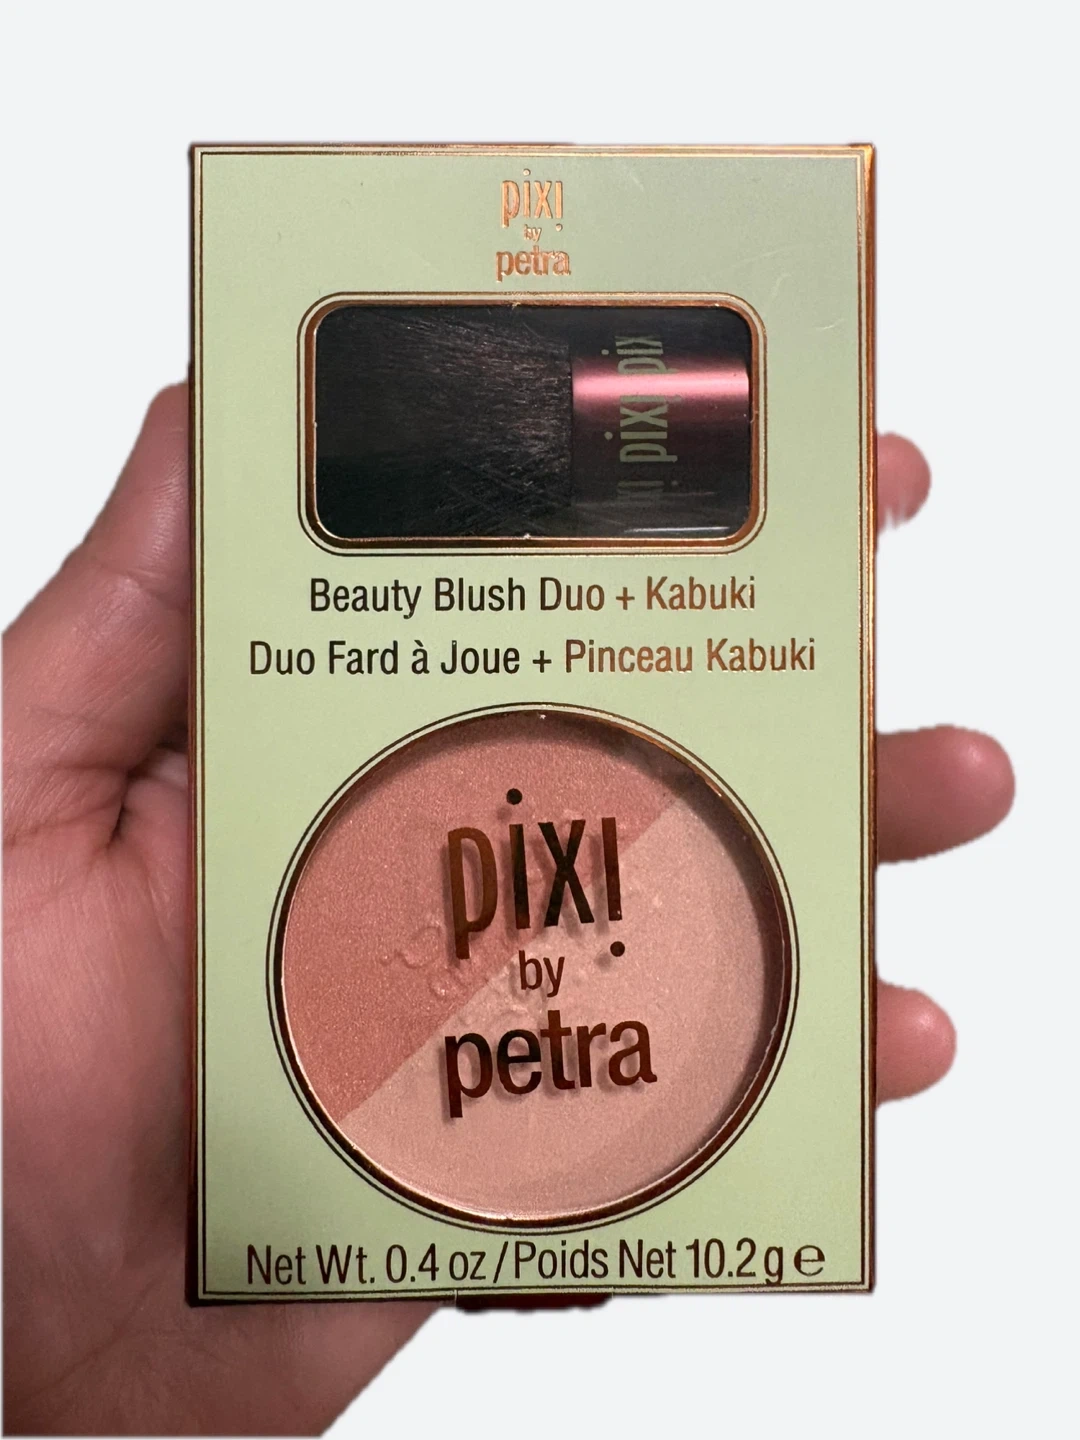 pixi
by
petra
pixi pixi
Beauty Blush Duo + Kabuki
Duo Fard à Joue + Pinceau Kabuki
pixi
by
petra
Net Wt. 0.4 oz / Poids Net 10.2 g e